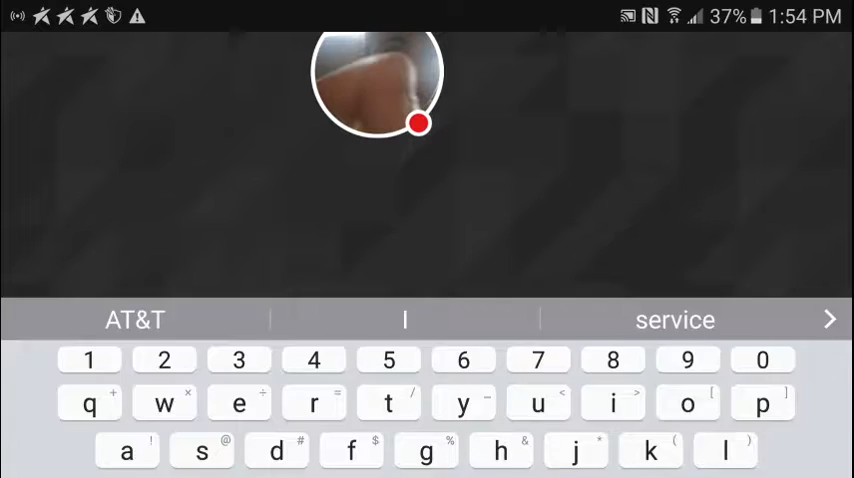 37% 1:54 PM
AT&T I service
1 2 3 4 5 6 7 8 9 0
q + w × e ÷ r = t / y _ u < i > o [ p ]
a ! s @ d # f $ g % h & j * k ( l )